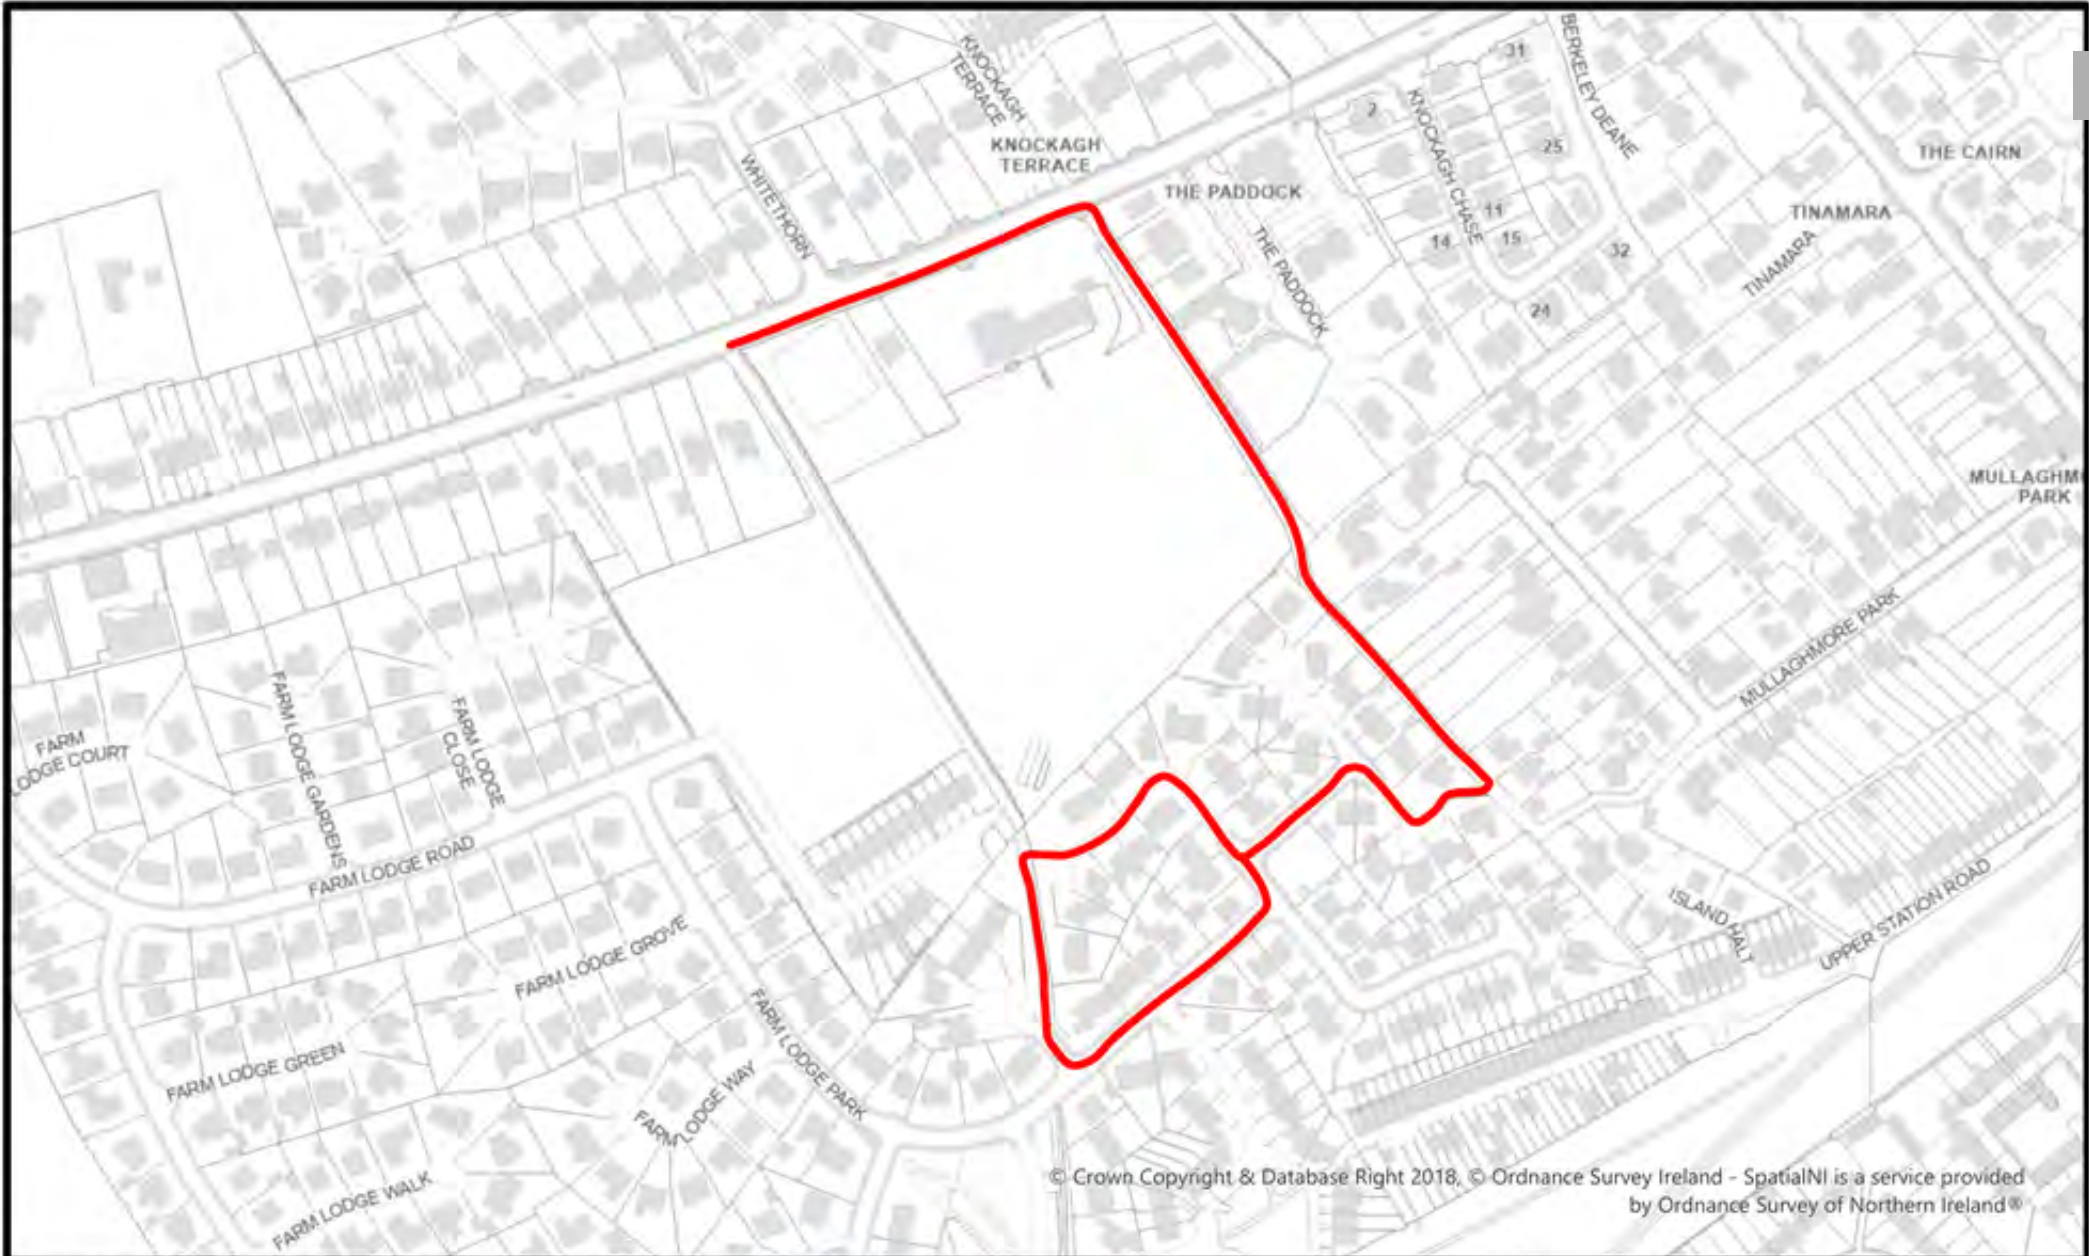 KNOCKAGH
TERRACE
KNOCKAGH
TERRACE
31
BERKELEY DEANE
2
KNOCKAGH CHASE
25
THE CAIRN
WHITETHORN
THE PADDOCK
THE PADDOCK
11
14
15
32
TINAMARA
TINAMARA
24
MULLAGHM
PARK
MULLAGHMORE PARK
FARM
LODGE COURT
FARM LODGE GARDENS
FARM LODGE
CLOSE
FARM LODGE ROAD
FARM LODGE GROVE
ISLAND HALT
UPPER STATION ROAD
FARM LODGE GREEN
FARM LODGE PARK
FARM LODGE WAY
FARM LODGE WALK
© Crown Copyright & Database Right 2018, © Ordnance Survey Ireland - SpatialNI is a service provided
by Ordnance Survey of Northern Ireland®